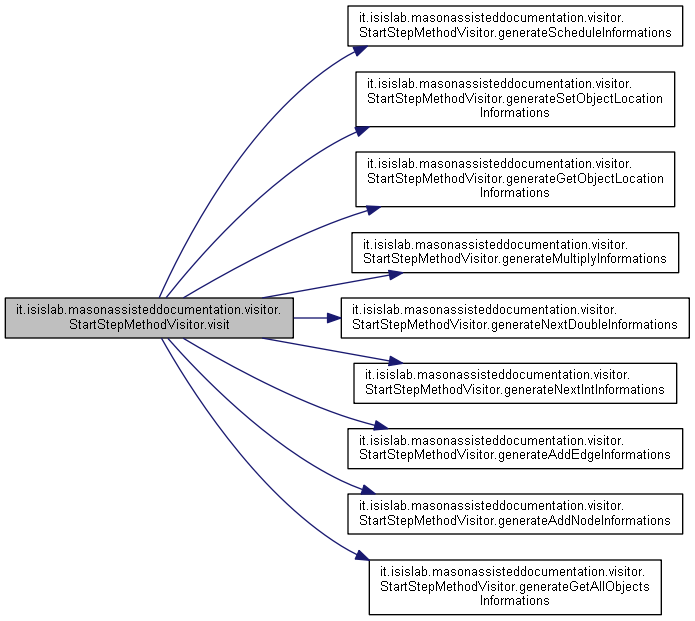 it.isislab.masonassisteddocumentation.visitor.
StartStepMethodVisitor.generateScheduleInformations
it.isislab.masonassisteddocumentation.visitor.
StartStepMethodVisitor.generateSetObjectLocation
Informations
it.isislab.masonassisteddocumentation.visitor.
StartStepMethodVisitor.generateGetObjectLocation
Informations
it.isislab.masonassisteddocumentation.visitor.
StartStepMethodVisitor.generateMultiplyInformations
it.isislab.masonassisteddocumentation.visitor.
StartStepMethodVisitor.visit
it.isislab.masonassisteddocumentation.visitor.
StartStepMethodVisitor.generateNextDoubleInformations
it.isislab.masonassisteddocumentation.visitor.
StartStepMethodVisitor.generateNextIntInformations
it.isislab.masonassisteddocumentation.visitor.
StartStepMethodVisitor.generateAddEdgeInformations
it.isislab.masonassisteddocumentation.visitor.
StartStepMethodVisitor.generateAddNodeInformations
it.isislab.masonassisteddocumentation.visitor.
StartStepMethodVisitor.generateGetAllObjects
Informations